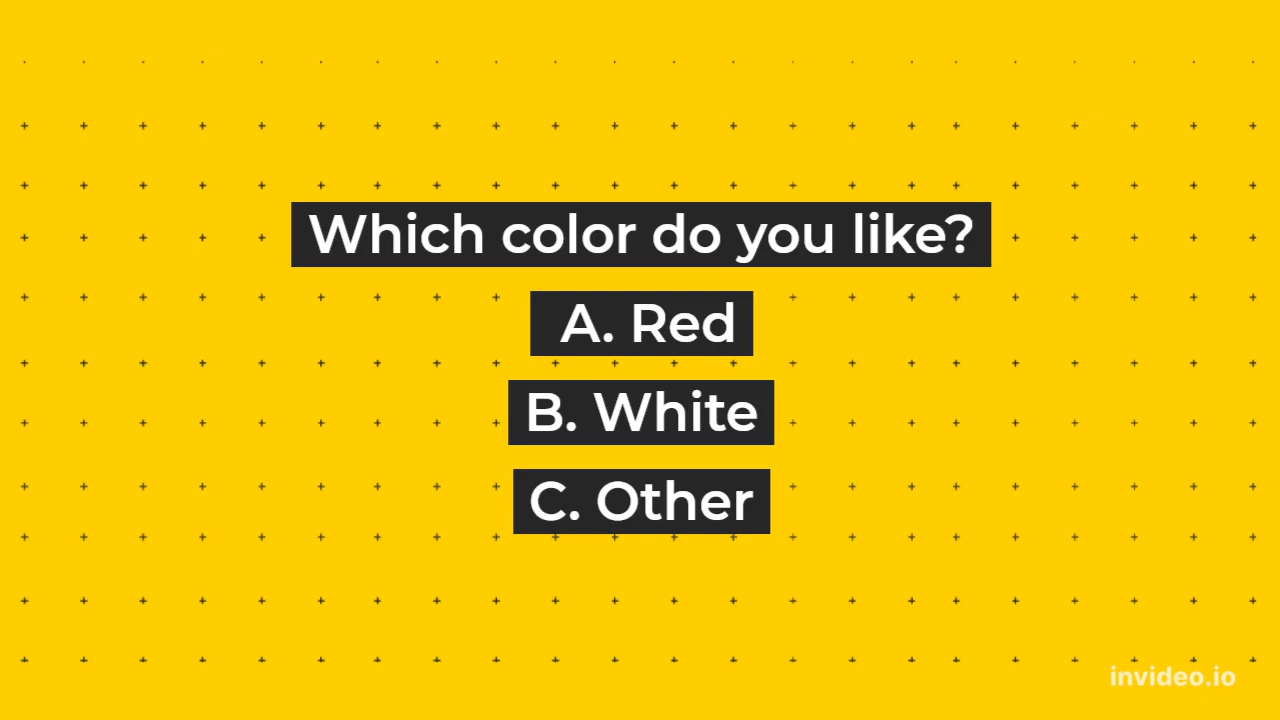 Which color do you like?
A. Red
B. White
C. Other
invideo.io